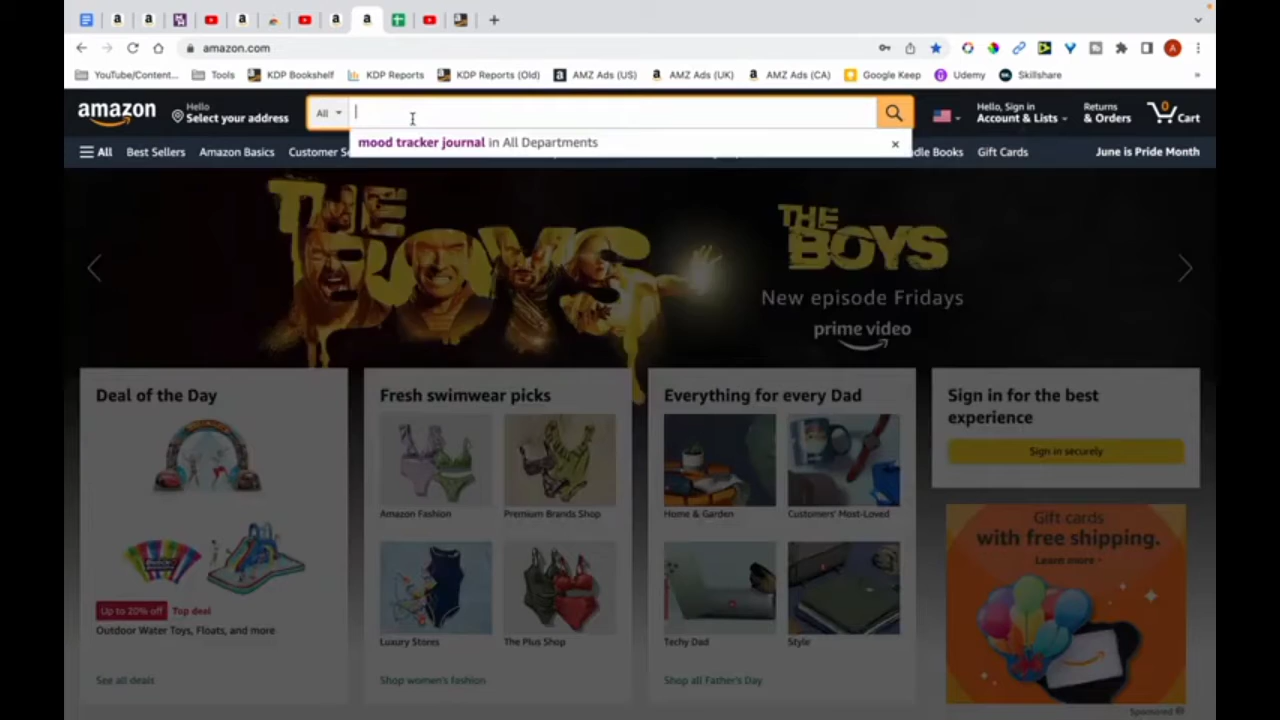 amazon.com
YouTube/Content...
Tools
KDP Bookshelf
KDP Reports
KDP Reports (Old)
AMZ Ads (US)
AMZ Ads (UK)
AMZ Ads (CA)
Google Keep
Udemy
Skillshare
»
amazon
Hello
Select your address
All
Hello, Sign in
Account & Lists
Returns
& Orders
0
Cart
mood tracker journal in All Departments
All
Best Sellers
Amazon Basics
Customer Se
dle Books
Gift Cards
June is Pride Month
THE
BOYS
THE
BOYS
New episode Fridays
prime video
Deal of the Day
Up to 20% off
Top deal
Outdoor Water Toys, Floats, and more
See all deals
Fresh swimwear picks
Amazon Fashion
Premium Brands Shop
Luxury Stores
The Plus Shop
Shop women's fashion
Everything for every Dad
Home & Garden
Customers' Most-Loved
Techy Dad
Style
Shop all Father's Day
Sign in for the best
experience
Sign in securely
Gift cards
with free shipping.
Learn more ›
Sponsored